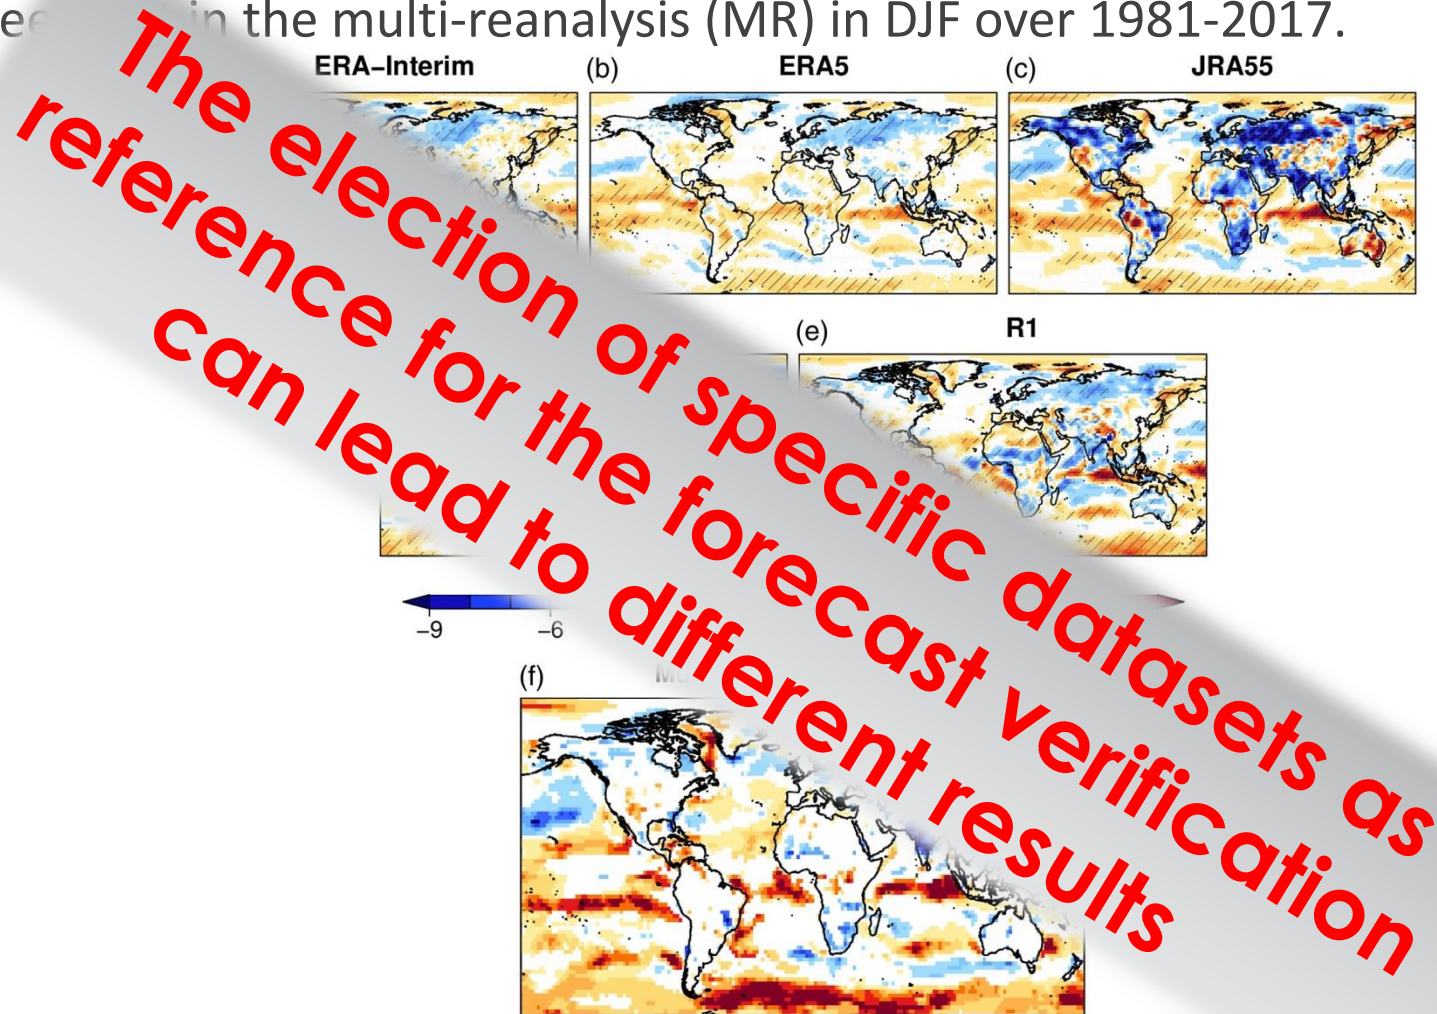 in the multi-reanalysis (MR) in DJF over 1981-2017.
ERA-Interim
(b) ERA5
(c) JRA55
(e) R1
-9 -6
(f)
The election of specific datasets as
reference for the forecast verification
can lead to different results